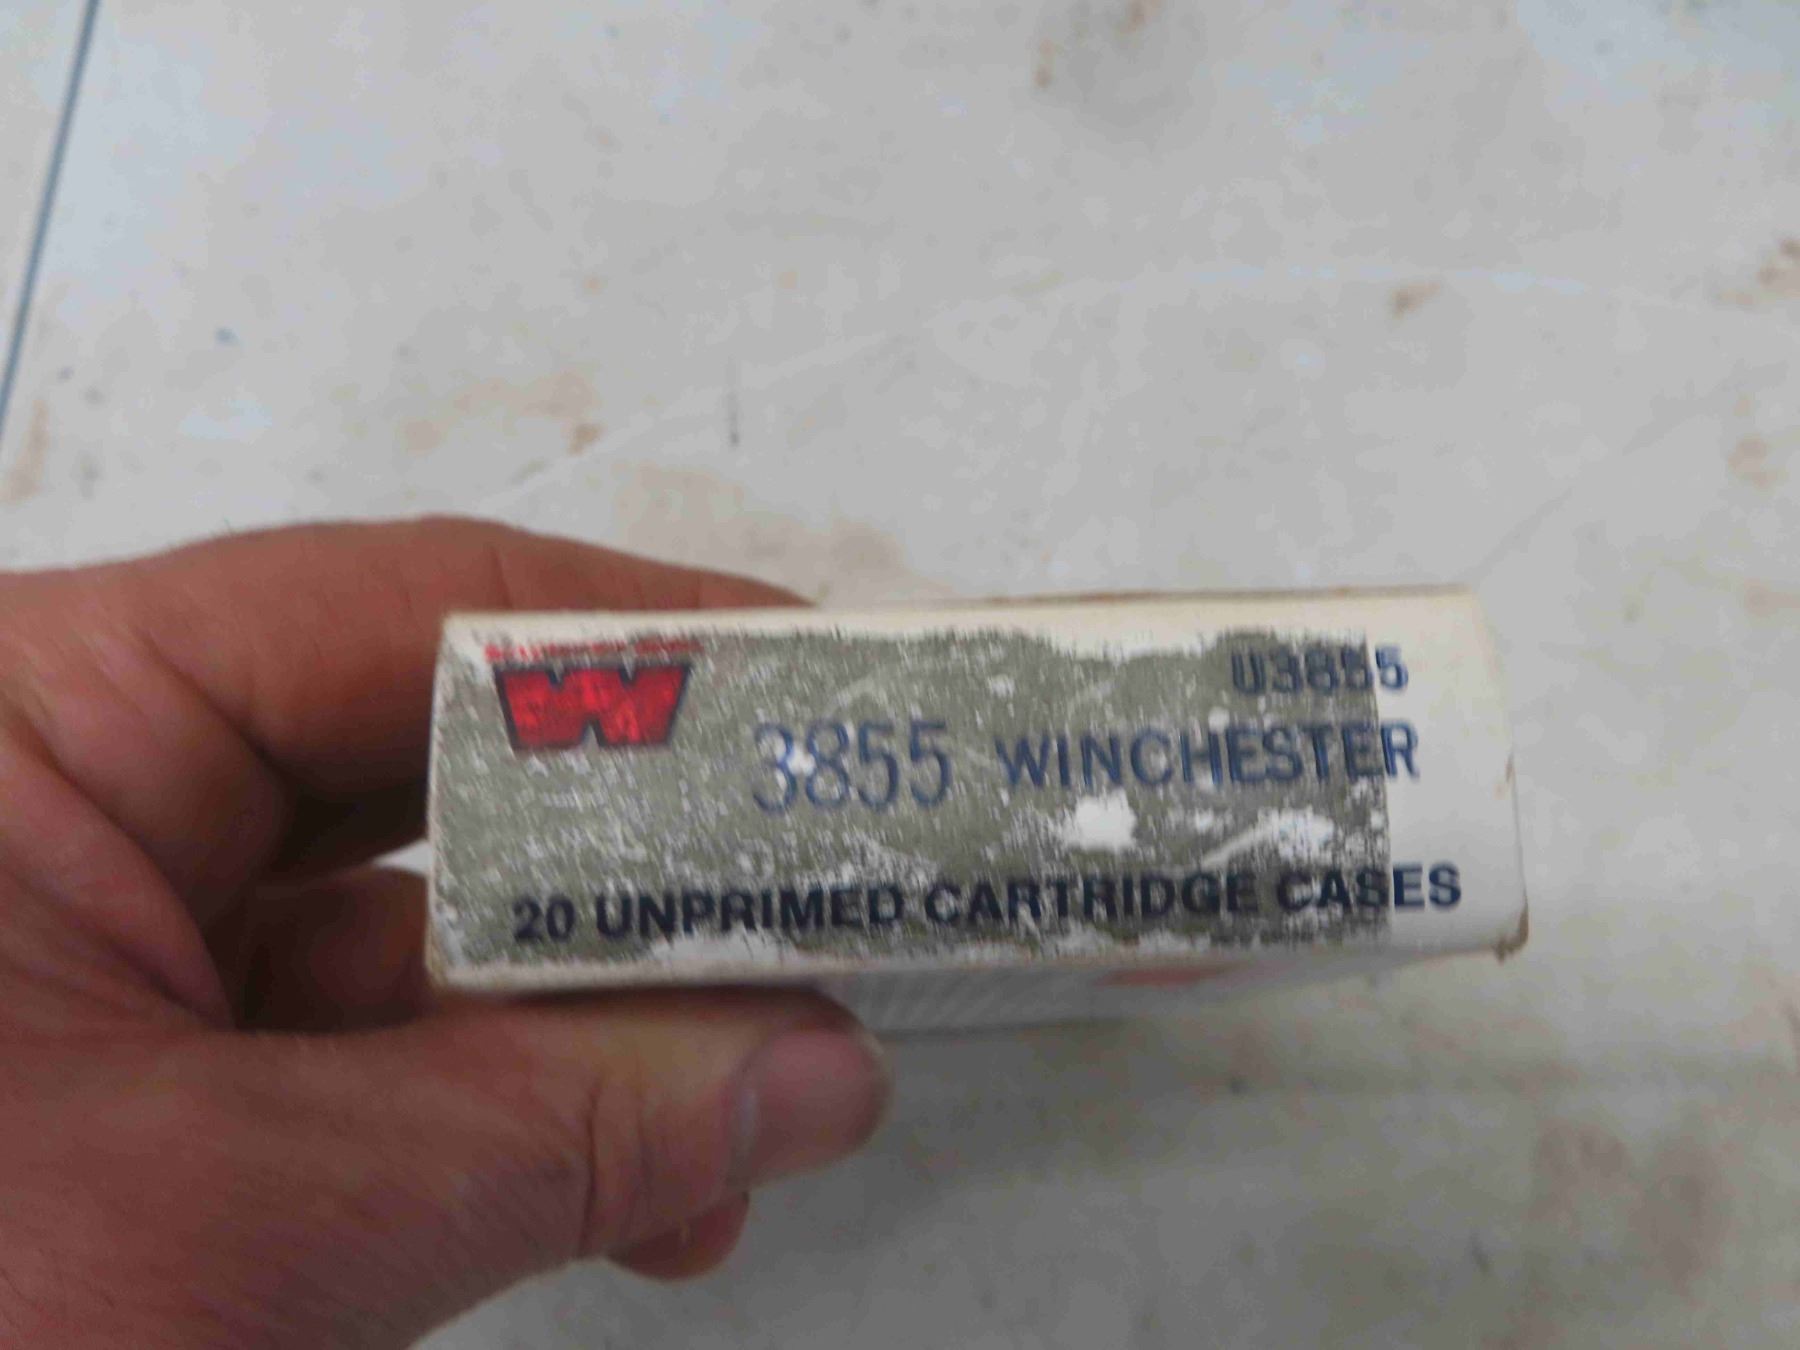 W
U3855
3855 WINCHESTER
20 UNPRIMED CARTRIDGE CASES